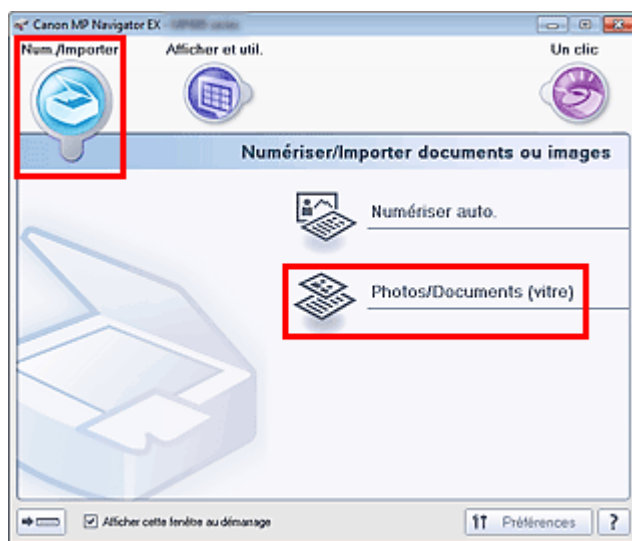 Canon MP Navigator EX -
Num./Importer
Afficher et util.
Un clic
Numériser/Importer documents ou images
Numériser auto.
Photos/Documents (vitre)
Afficher cette fenêtre au démarrage
Préférences
?